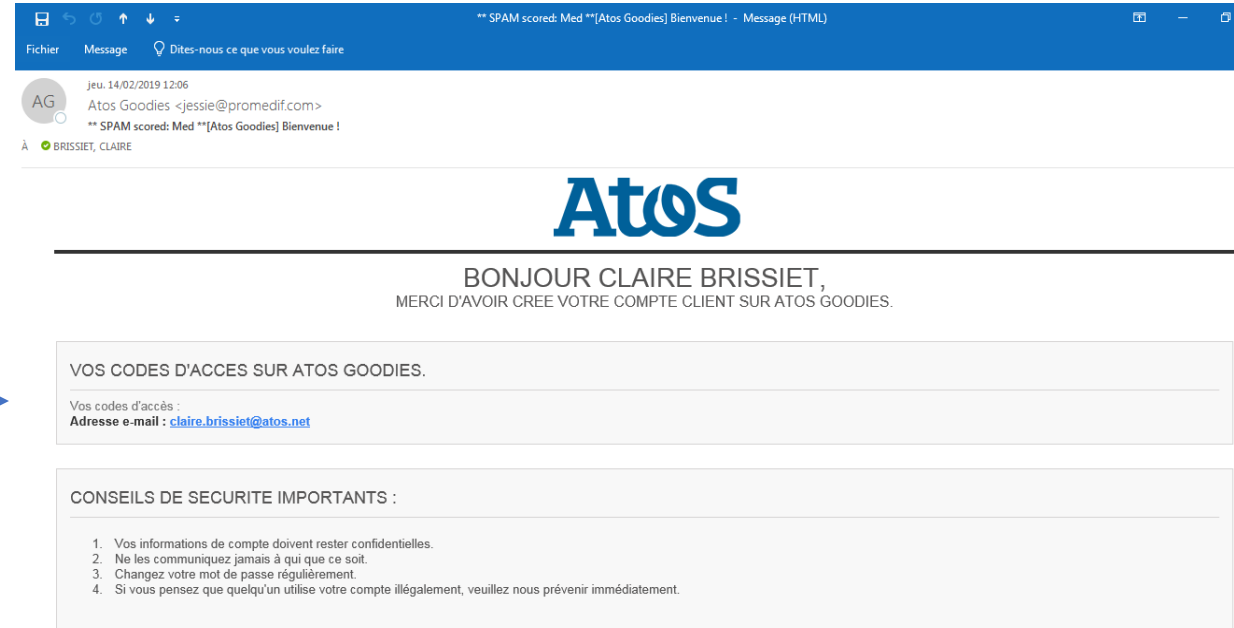 ** SPAM scored: Med **[Atos Goodies] Bienvenue ! - Message (HTML)
Fichier Message Dites-nous ce que vous voulez faire
jeu. 14/02/2019 12:06
AG
Atos Goodies <jessie@promedif.com>
** SPAM scored: Med **[Atos Goodies] Bienvenue !
À BRISSIET, CLAIRE
Atos
BONJOUR CLAIRE BRISSIET,
MERCI D'AVOIR CREE VOTRE COMPTE CLIENT SUR ATOS GOODIES.
VOS CODES D'ACCES SUR ATOS GOODIES.
Vos codes d'accès :
Adresse e-mail : claire.brissiet@atos.net
CONSEILS DE SECURITE IMPORTANTS :
1. Vos informations de compte doivent rester confidentielles.
2. Ne les communiquez jamais à qui que ce soit.
3. Changez votre mot de passe régulièrement.
4. Si vous pensez que quelqu'un utilise votre compte illégalement, veuillez nous prévenir immédiatement.